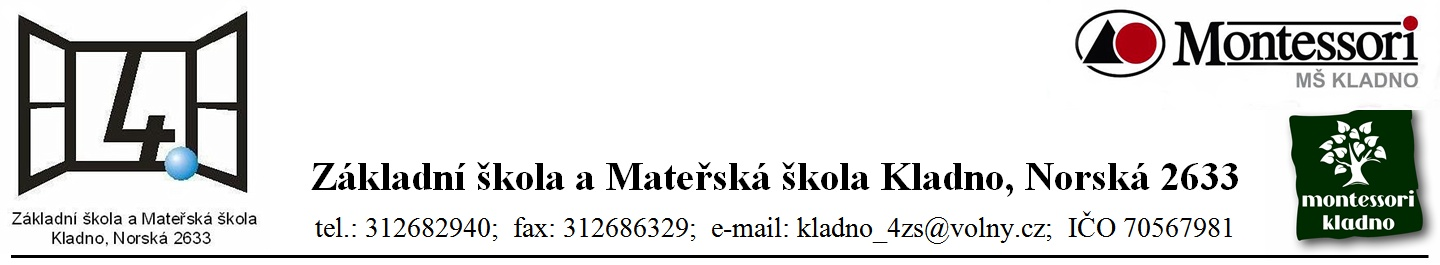 4.
Základní škola a Mateřská škola
Kladno, Norská 2633
Montessori
MŠ KLADNO
Základní škola a Mateřská škola Kladno, Norská 2633
tel.: 312682940;  fax: 312686329;  e-mail: kladno_4zs@volny.cz;  IČO 70567981
montessori
kladno